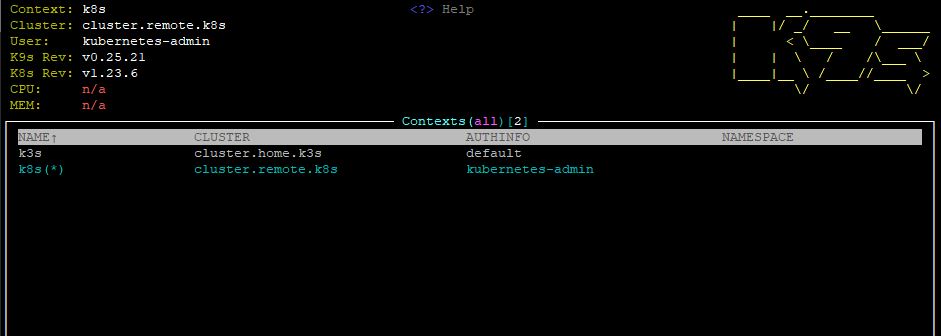 Context: k8s <?> Help
Cluster: cluster.remote.k8s
User: kubernetes-admin
K9s Rev: v0.25.21
K8s Rev: v1.23.6
CPU: n/a
MEM: n/a
Contexts(all)[2]
NAME↑ CLUSTER AUTHINFO NAMESPACE
k3s cluster.home.k3s default
k8s(*) cluster.remote.k8s kubernetes-admin